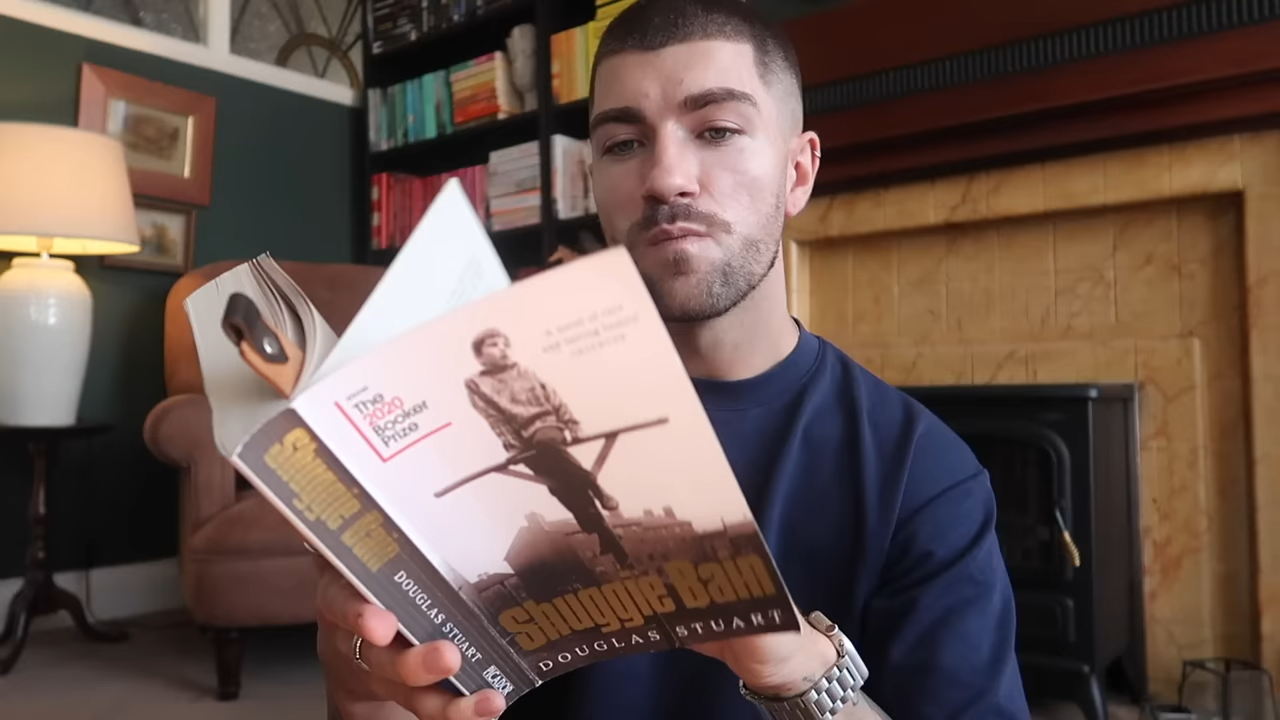 The
2020
Booker
Prize
Shuggie Bain
DOUGLAS STUART
Shuggie Bain
DOUGLAS STUART
PICADOR